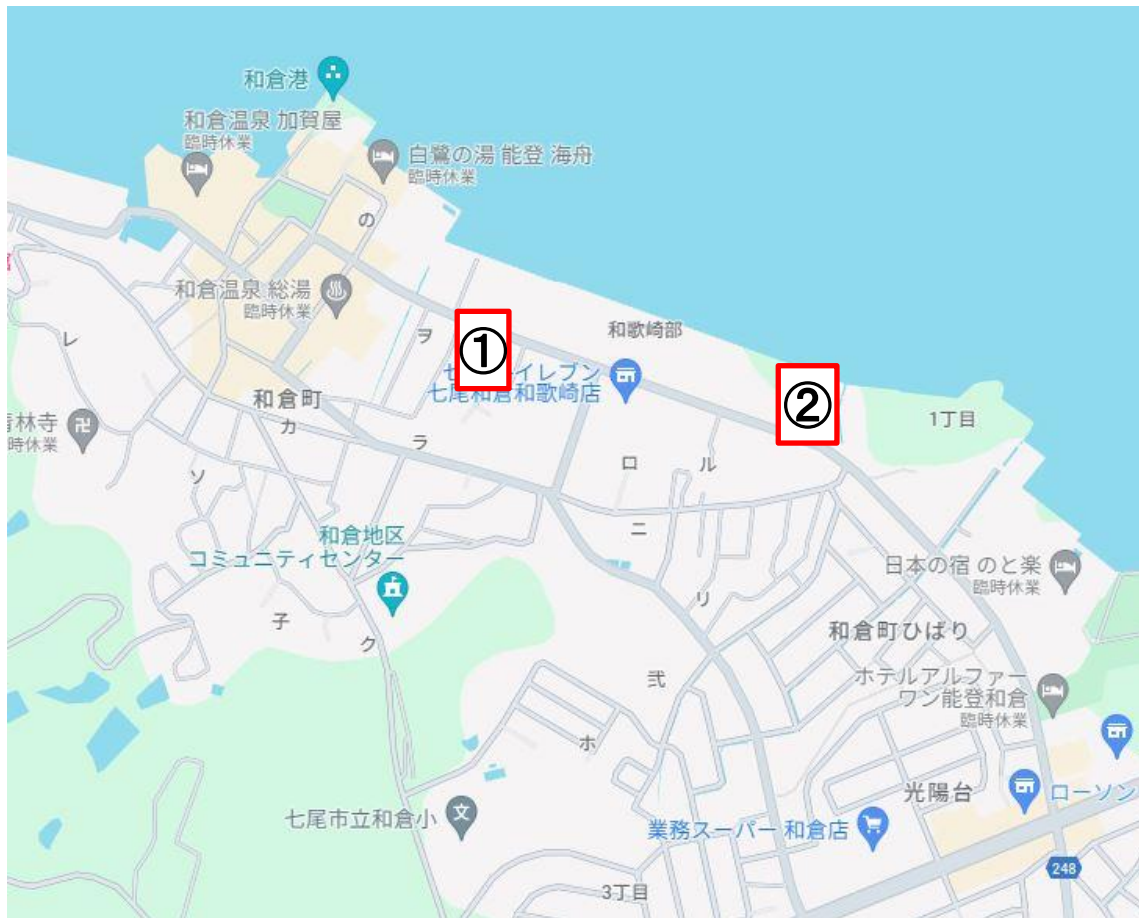 和倉港
和倉温泉 加賀屋
臨時休業
白鷺の湯 能登 海舟
臨時休業
の
和倉温泉 総湯
臨時休業
レ
ヲ
①
和歌崎部
七尾和倉和歌崎店
②
1丁目
和倉町
カ
ラ
時休業
ソ
ロ
ル
ニ
和倉地区
コミュニティセンター
日本の宿 のと楽
臨時休業
リ
子
ク
和倉町ひばり
弐
ホテルアルファー
ワン能登和倉
臨時休業
ホ
光陽台
ローソン
七尾市立和倉小
業務スーパー 和倉店
248
3丁目